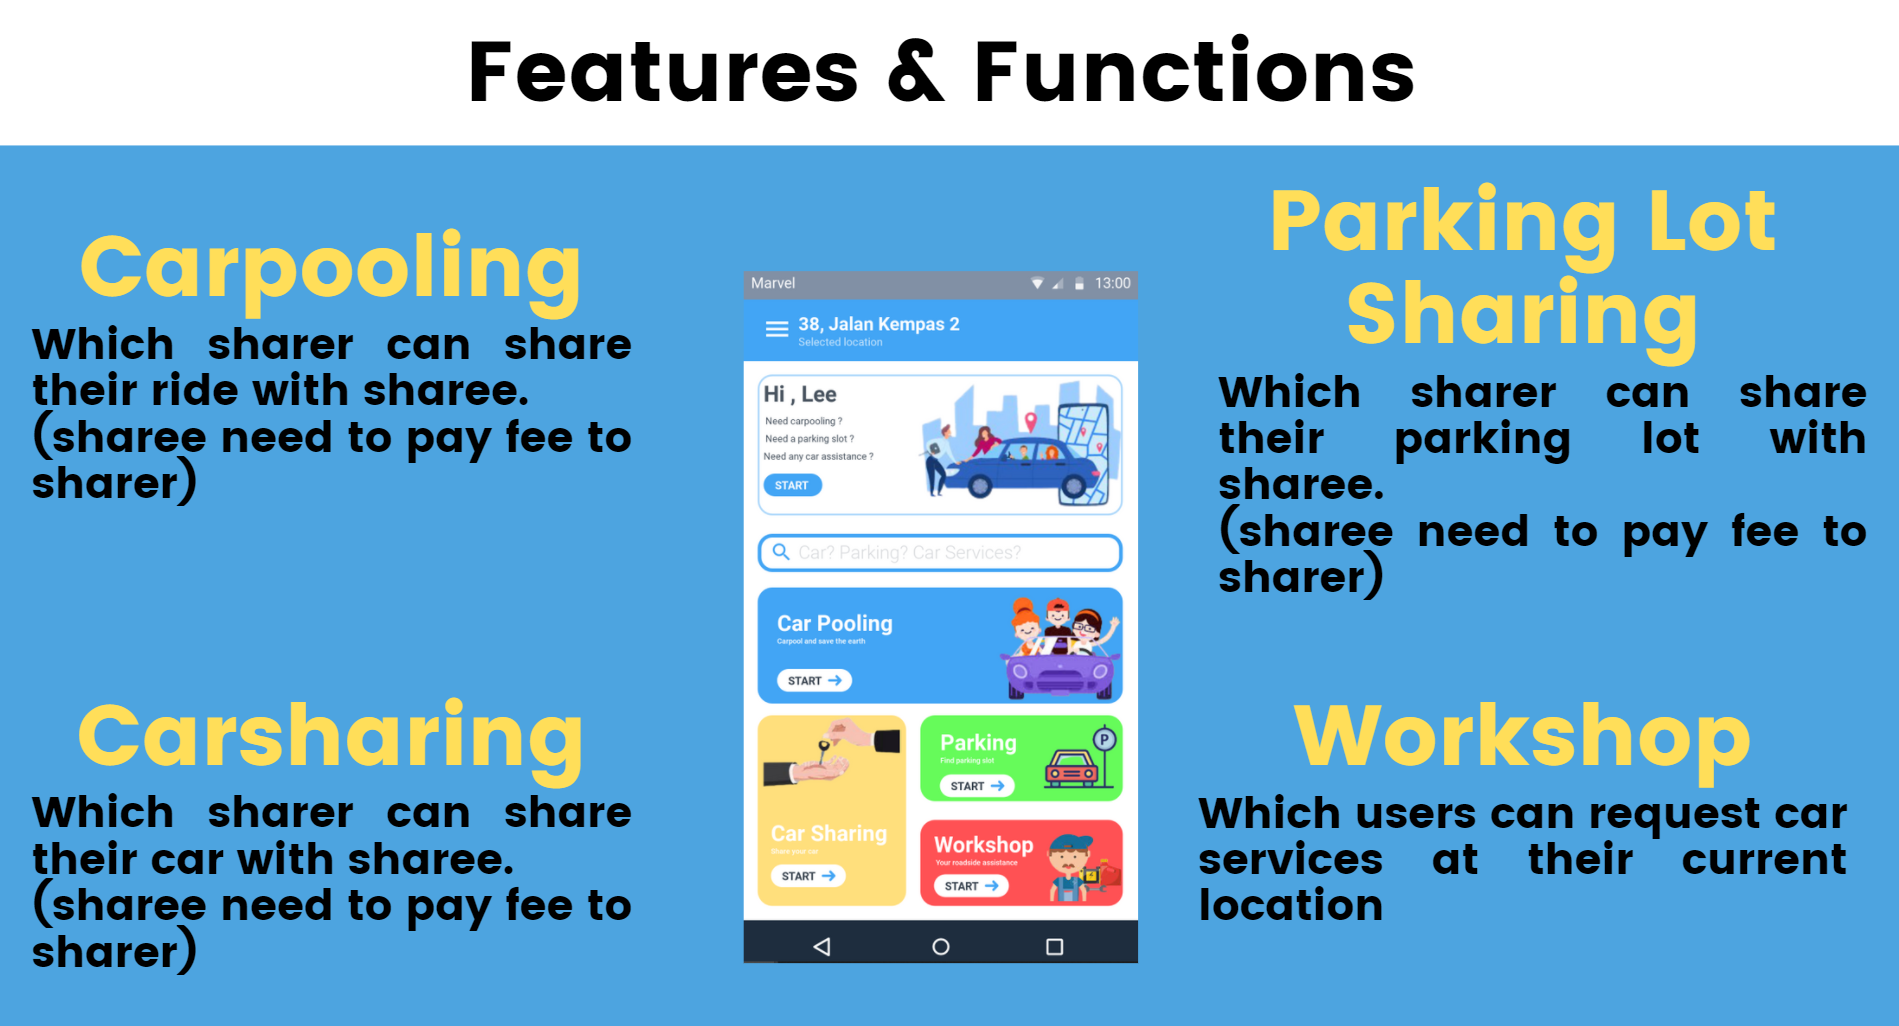 Features & Functions
Carpooling
Which sharer can share
their ride with sharee.
(sharee need to pay fee to
sharer)
Carsharing
Which sharer can share
their car with sharee.
(sharee need to pay fee to
sharer)
Marvel
13:00
38, Jalan Kempas 2
Selected location
Hi , Lee
Need carpooling ?
Need a parking slot ?
Need any car assistance ?
START
Car? Parking? Car Services?
Car Pooling
Carpool and save the earth
START
Car Sharing
Share your car
START
Parking
Find parking slot
START
P
Workshop
Your roadside assistance
START
Parking Lot
Sharing
Which sharer can share
their parking lot with
sharee.
(sharee need to pay fee to
sharer)
Workshop
Which users can request car
services at their current
location